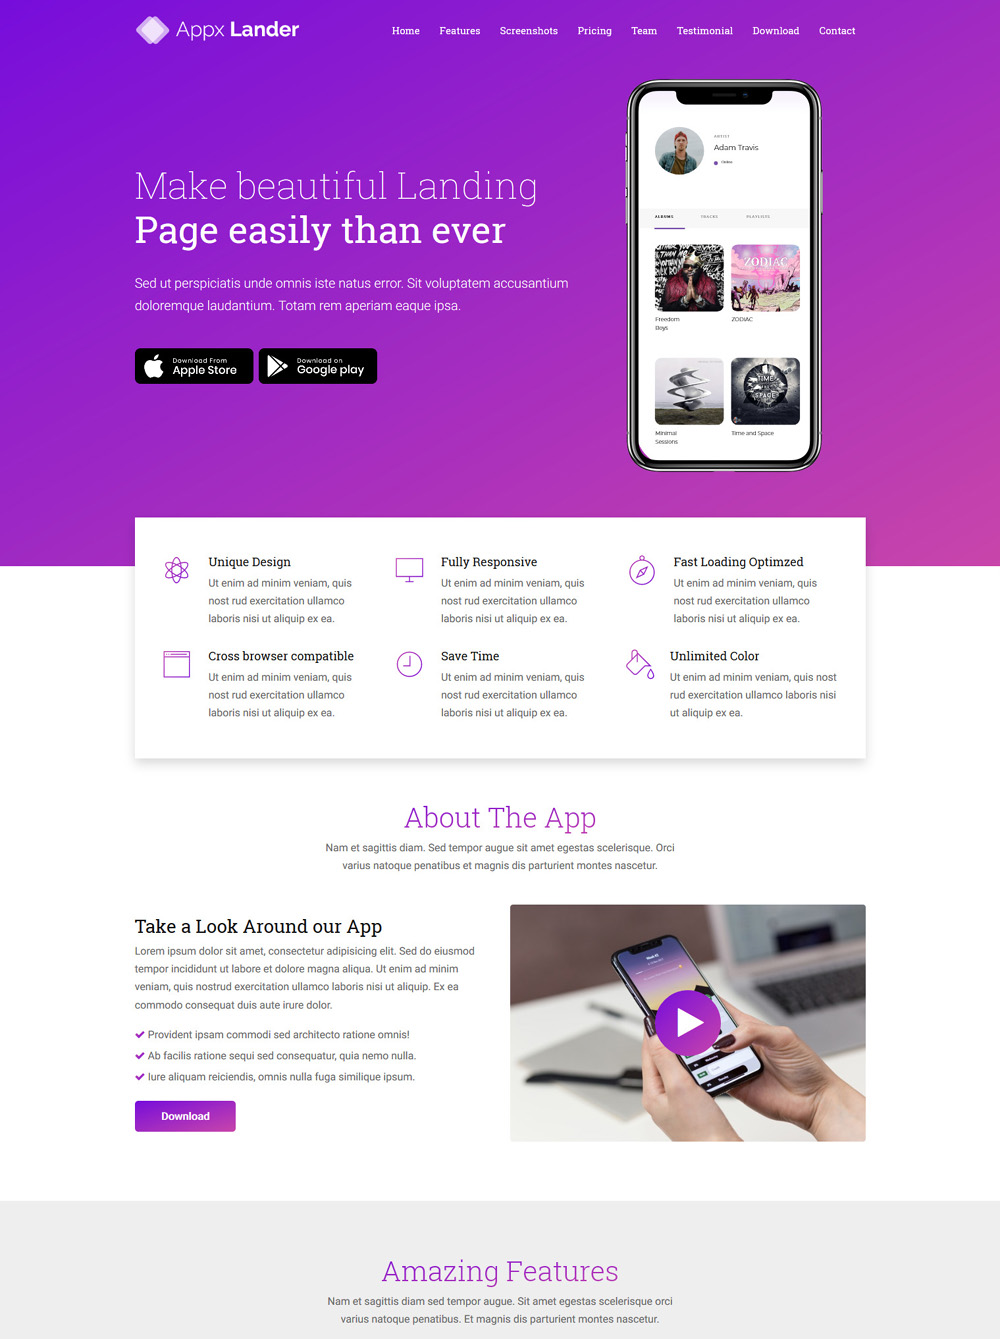 Appx Lander
Home Features Screenshots Pricing Team Testimonial Download Contact
Make beautiful Landing
Page easily than ever
Sed ut perspiciatis unde omnis iste natus error. Sit voluptatem accusantium
doloremque laudantium. Totam rem aperiam eaque ipsa.
Download From
Apple Store
Download on
Google play
ARTIST
Adam Travis
Online
ALBUMS TRACKS PLAYLISTS
ZODIAC
Freedom
Boys
ZODIAC
TIME
SPACE
Minimal
Sessions
Time and Space
Unique Design
Ut enim ad minim veniam, quis
nost rud exercitation ullamco
laboris nisi ut aliquip ex ea.
Fully Responsive
Ut enim ad minim veniam, quis
nost rud exercitation ullamco
laboris nisi ut aliquip ex ea.
Fast Loading Optimzed
Ut enim ad minim veniam, quis
nost rud exercitation ullamco
laboris nisi ut aliquip ex ea.
Cross browser compatible
Ut enim ad minim veniam, quis
nost rud exercitation ullamco
laboris nisi ut aliquip ex ea.
Save Time
Ut enim ad minim veniam, quis
nost rud exercitation ullamco
laboris nisi ut aliquip ex ea.
Unlimited Color
Ut enim ad minim veniam, quis nost
rud exercitation ullamco laboris nisi
ut aliquip ex ea.
About The App
Nam et sagittis diam. Sed tempor augue sit amet egestas scelerisque. Orci
varius natoque penatibus et magnis dis parturient montes nascetur.
Take a Look Around our App
Lorem ipsum dolor sit amet, consectetur adipisicing elit. Sed do eiusmod
tempor incididunt ut labore et dolore magna aliqua. Ut enim ad minim
veniam, quis nostrud exercitation ullamco laboris nisi ut aliquip. Ex ea
commodo consequat duis aute irure dolor.
Provident ipsam commodi sed architecto ratione omnis!
Ab facilis ratione sequi sed consequatur, quia nemo nulla.
Iure aliquam reiciendis, omnis nulla fuga similique ipsum.
Download
Amazing Features
Nam et sagittis diam sed tempor augue. Sit amet egestas scelerisque orci
varius natoque penatibus. Et magnis dis parturient montes nascetur.